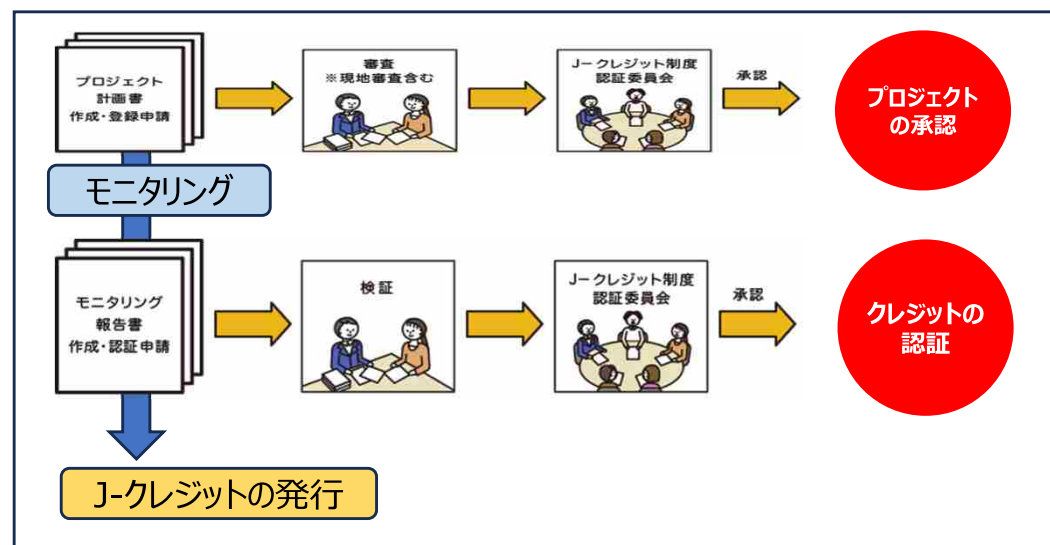 プロジェクト
計画書
作成・登録申請
審査
※現地審査含む
J－クレジット制度
認証委員会
承認
プロジェクト
の承認
モニタリング
モニタリング
報告書
作成・認証申請
検証
J－クレジット制度
認証委員会
承認
クレジットの
認証
J-クレジットの発行